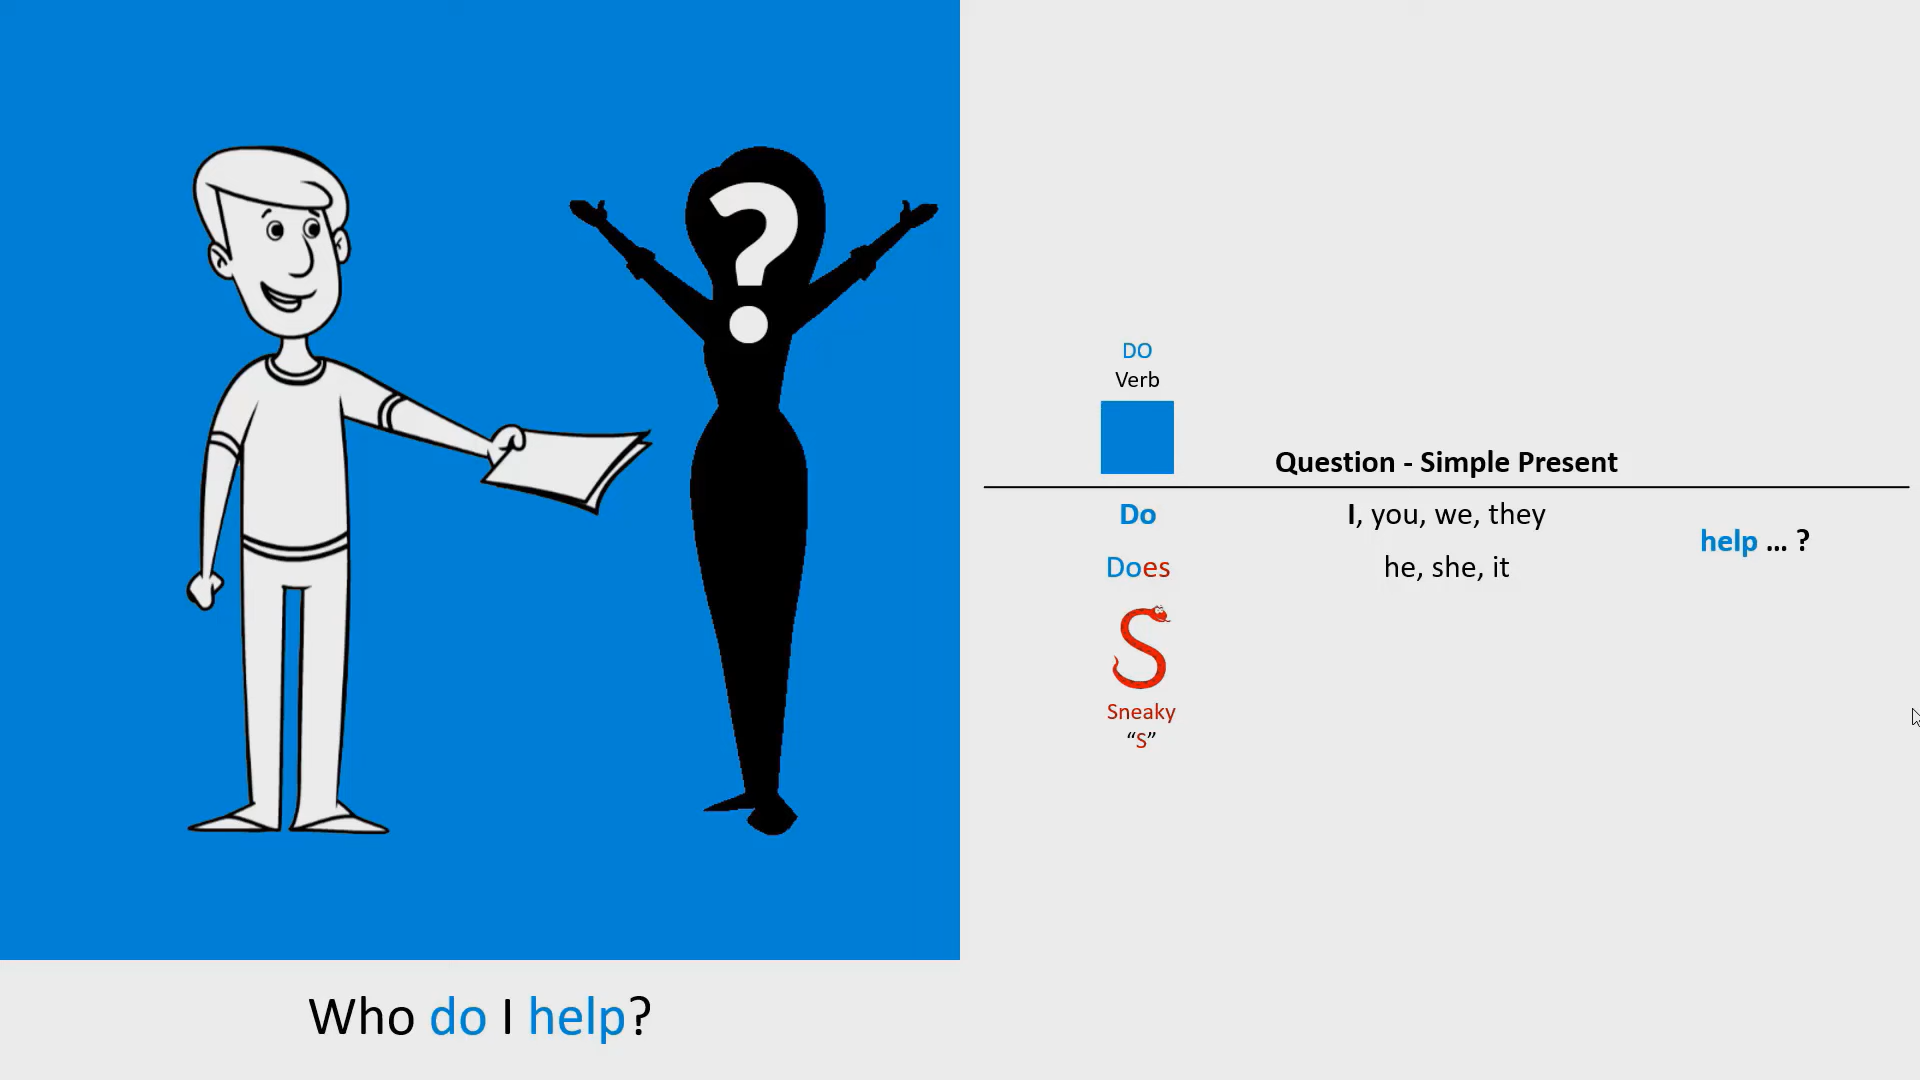 ?
Who do I help?
DO
Verb
Question - Simple Present
Do I, you, we, they
help ... ?
Does he, she, it
S
Sneaky
“S”